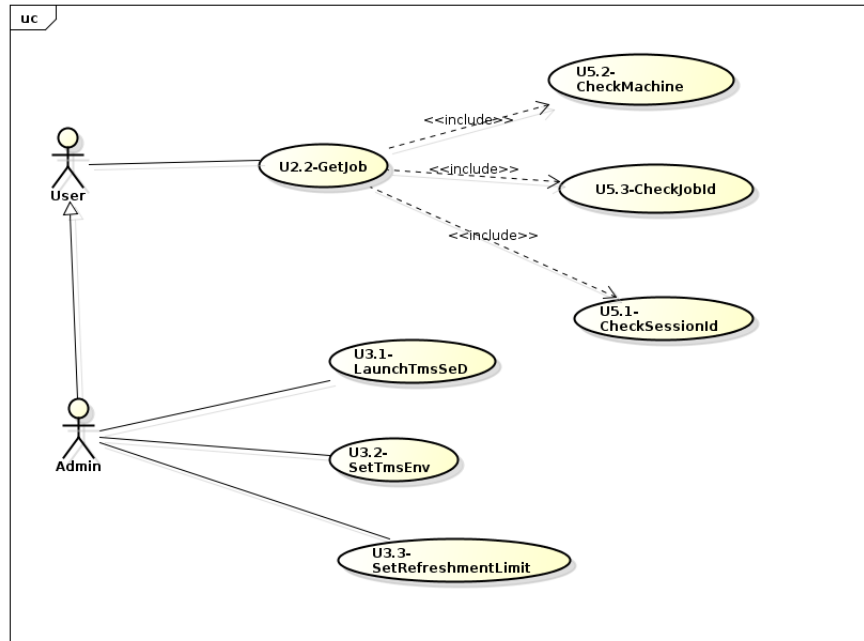 uc
U5.2-
CheckMachine
<<include>>
User
U2.2-GetJob
<<include>>
U5.3-CheckJobId
<<include>>
U5.1-
CheckSessionId
U3.1-
LaunchTmsSeD
Admin
U3.2-
SetTmsEnv
U3.3-
SetRefreshmentLimit